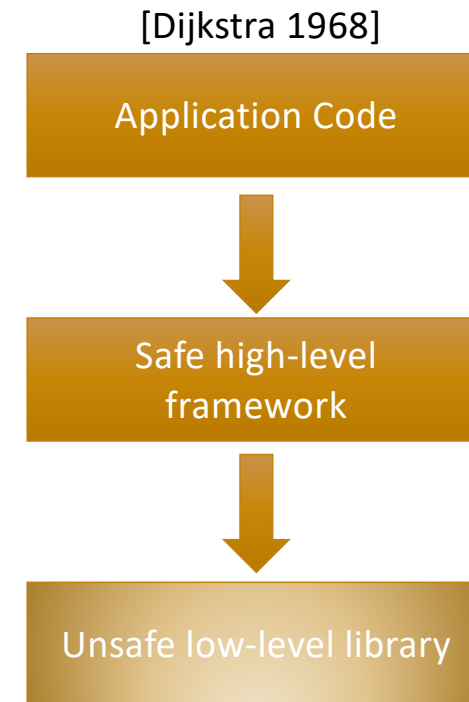 [Dijkstra 1968]
Application Code
Safe high-level
framework
Unsafe low-level library